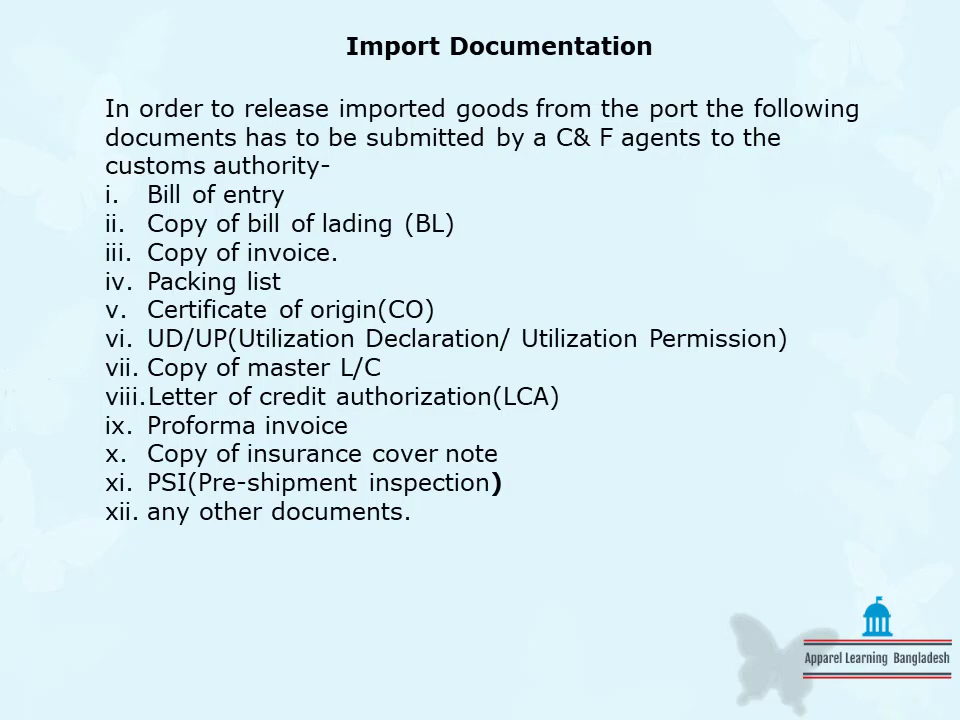 Import Documentation
In order to release imported goods from the port the following
documents has to be submitted by a C& F agents to the
customs authority-
i. Bill of entry
ii. Copy of bill of lading (BL)
iii. Copy of invoice.
iv. Packing list
v. Certificate of origin(CO)
vi. UD/UP(Utilization Declaration/ Utilization Permission)
vii. Copy of master L/C
viii. Letter of credit authorization(LCA)
ix. Proforma invoice
x. Copy of insurance cover note
xi. PSI(Pre-shipment inspection)
xii. any other documents.
Apparel Learning Bangladesh